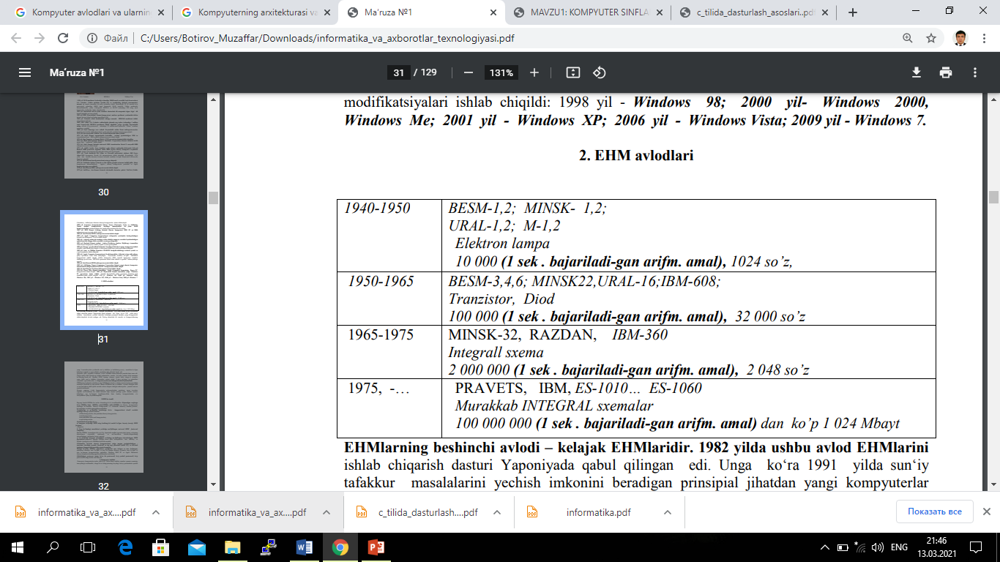 Kompyuter avlodlari va ularnin
Kompyuterning arxitekturasi va
Ma'ruza №1
MAVZU1: KOMPYUTER SINFLA
c_tilida_dasturlash_asoslari..pdf
Файл | C:/Users/Botirov_Muzaffar/Downloads/informatika_va_axborotlar_texnologiyasi.pdf
Ma'ruza №1
31 / 129
131%
30
31
32
modifikatsiyalari ishlab chiqildi: 1998 yil - Windows 98; 2000 yil- Windows 2000,
Windows Me; 2001 yil - Windows XP; 2006 yil - Windows Vista; 2009 yil - Windows 7.
2. EHM avlodlari
1940-1950
BESM-1,2; MINSK- 1,2;
URAL-1,2; M-1,2
Elektron lampa
10 000 (1 sek . bajariladi-gan arifm. amal), 1024 so'z,
1950-1965
BESM-3,4,6; MINSK22,URAL-16;IBM-608;
Tranzistor, Diod
100 000 (1 sek . bajariladi-gan arifm. amal), 32 000 so'z
1965-1975
MINSK-32, RAZDAN, IBM-360
Integrall sxema
2 000 000 (1 sek . bajariladi-gan arifm. amal), 2 048 so'z
1975, -…
PRAVETS, IBM, ES-1010… ES-1060
Murakkab INTEGRAL sxemalar
100 000 000 (1 sek . bajariladi-gan arifm. amal) dan ko'p 1 024 Mbayt
EHMlarning beshinchi avlodi – kelajak EHMlaridir. 1982 yilda ushbu avlod EHMlarini
ishlab chiqarish dasturi Yaponiyada qabul qilingan edi. Unga ko‘ra 1991 yilda sun‘iy
tafakkur masalalarini yechish imkonini beradigan prinsipial jihatdan yangi kompyuterlar
informatika_va_ax....pdf
informatika_va_ax....pdf
c_tilida_dasturlash....pdf
informatika.pdf
Показать все
ENG
21:46
13.03.2021